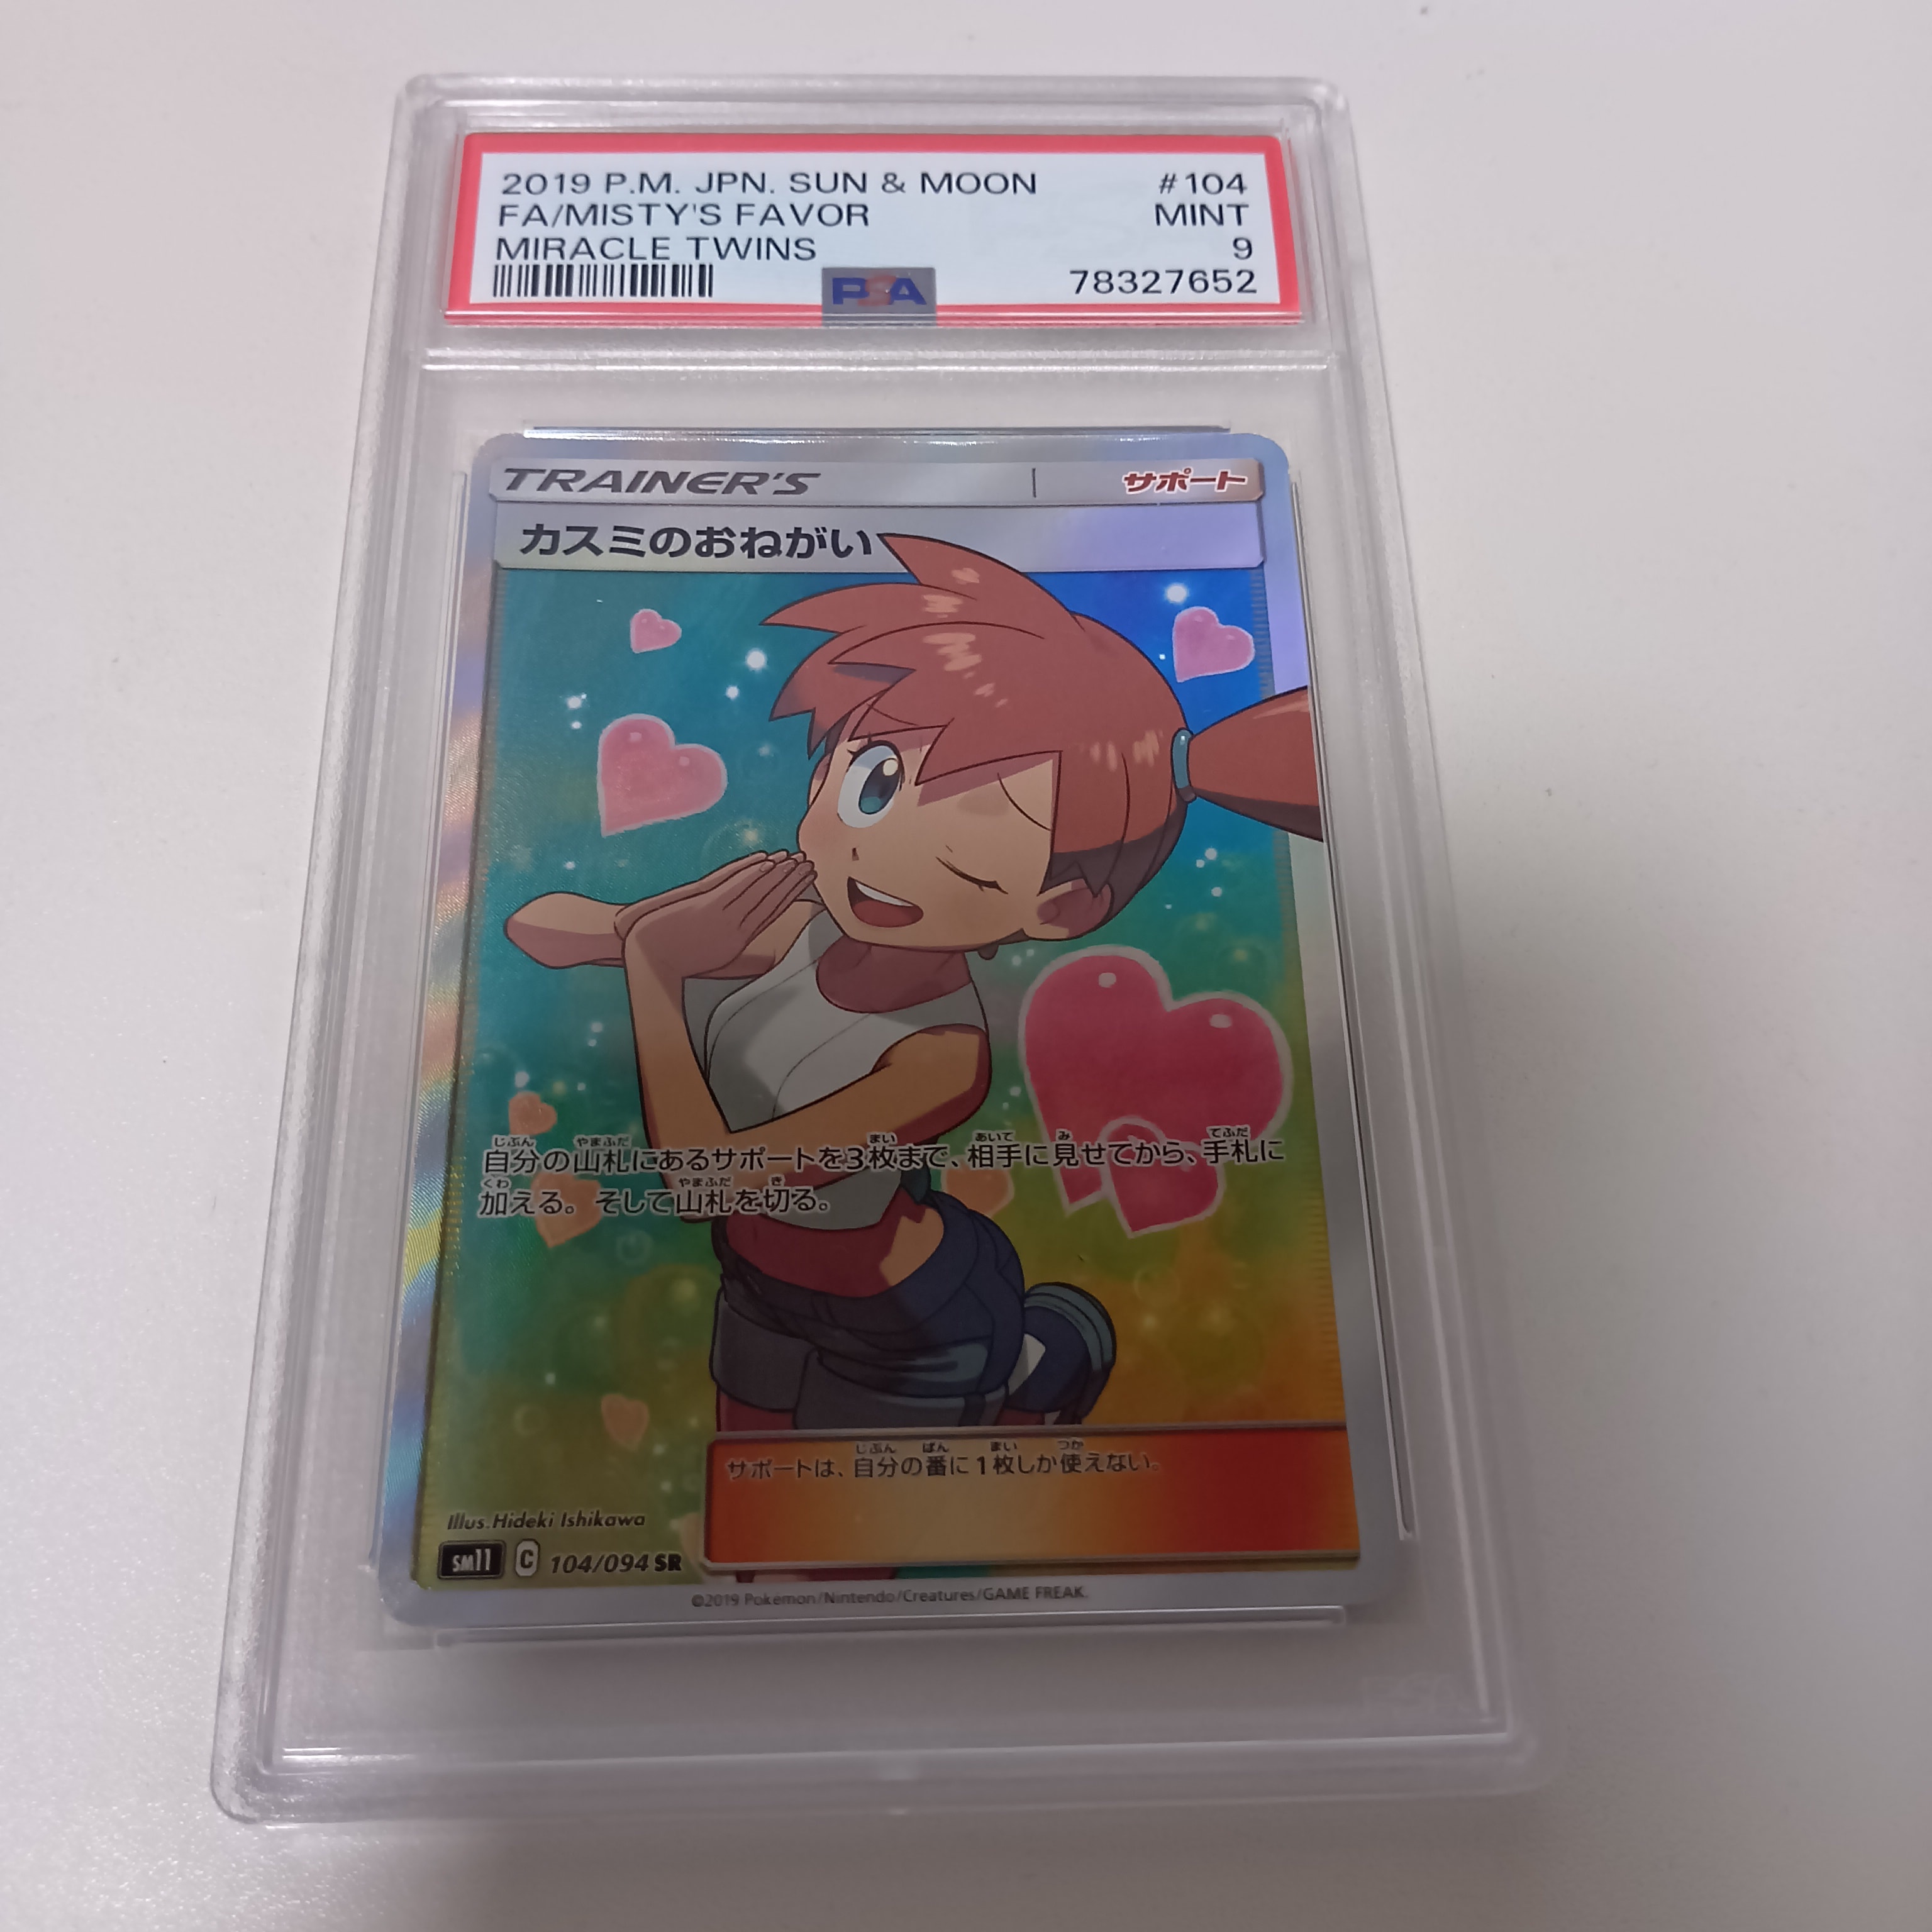 2019 P.M. JPN. SUN & MOON #104
FA/MISTY'S FAVOR MINT
MIRACLE TWINS 9
PSA 78327652
TRAINER'S サポート
カスミのおねがい
じぶん やまふだ まい あいて み てふだ
自分の山札にあるサポートを3枚まで、相手に見せてから、手札に
くわ やまふだ き
加える。そして山札を切る。
じぶん ばん まい つか
サポートは、自分の番に1枚しか使えない。
Illus. Hideki Ishikawa
SM11 C 104/094 SR
©2019 Pokémon/Nintendo/Creatures/GAME FREAK.